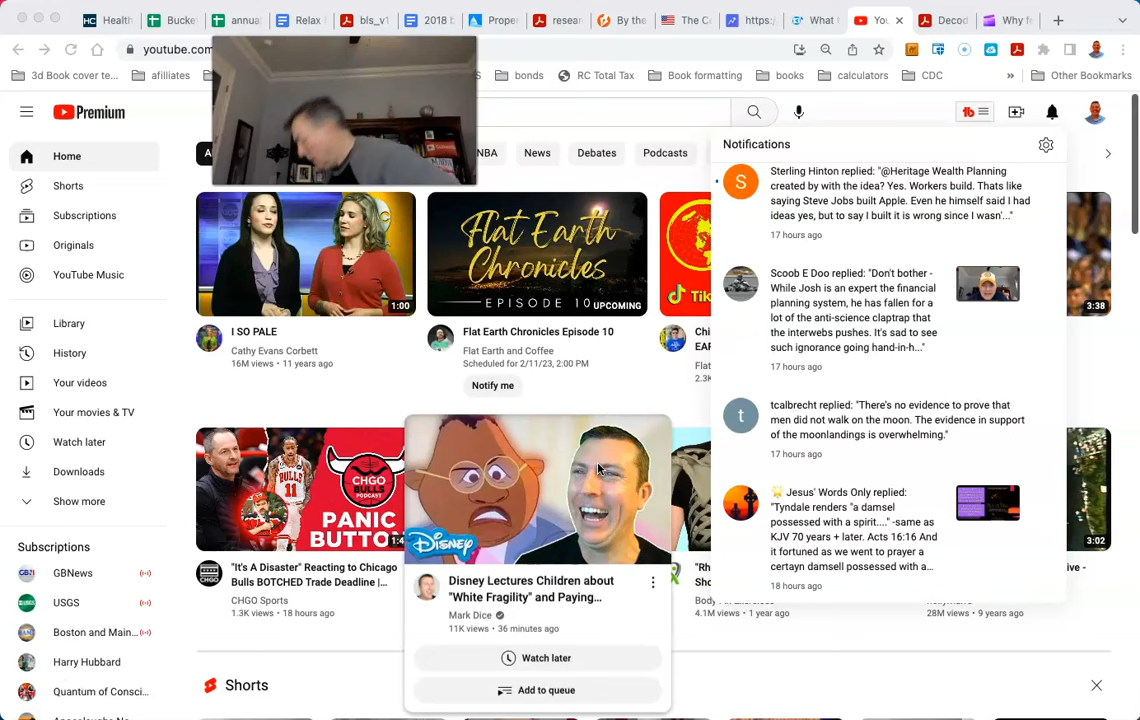 Health
Bucke
annua
Relax I
bls_v1
2018 b
Proper
resear
By the
The C
https:/
What t
You
Decod
Why fe
youtube.com
3d Book cover te...
afilliates
S
bonds
RC Total Tax
Book formatting
books
calculators
CDC
»
Other Bookmarks
Premium
Home
Shorts
Subscriptions
Originals
YouTube Music
Library
History
Your videos
Your movies & TV
Watch later
Downloads
Show more
Subscriptions
GBNews
USGS
Boston and Main...
Harry Hubbard
Quantum of Consci...
A
NBA
News
Debates
Podcasts
1:00
I SO PALE
Cathy Evans Corbett
16M views • 11 years ago
Flat Earth
Chronicles
EPISODE 10
UPCOMING
Flat Earth Chronicles Episode 10
Flat Earth and Coffee
Scheduled for 2/11/23, 2:00 PM
Notify me
Tik
Chi
EAR
Flat
2.3K
3:38
BULLS
11
CHGO
BULLS
PODCAST
PANIC
BUTTO
1:4
"It's A Disaster" Reacting to Chicago
Bulls BOTCHED Trade Deadline |...
CHGO Sports
1.3K views • 18 hours ago
DISNEY
Disney Lectures Children about
"White Fragility" and Paying...
Mark Dice
11K views • 36 minutes ago
Watch later
Add to queue
"Rh
Sho
4.1M views • 1 year ago
3:02
28M views • 9 years ago
Notifications
S
Sterling Hinton replied: "@Heritage Wealth Planning
created by with the idea? Yes. Workers build. Thats like
saying Steve Jobs built Apple. Even he himself said I had
ideas yes, but to say I built it is wrong since I wasn'..."
17 hours ago
Scoob E Doo replied: "Don't bother -
While Josh is an expert the financial
planning system, he has fallen for a
lot of the anti-science claptrap that
the interwebs pushes. It's sad to see
such ignorance going hand-in-h..."
17 hours ago
t
tcalbrecht replied: "There's no evidence to prove that
men did not walk on the moon. The evidence in support
of the moonlandings is overwhelming."
17 hours ago
Jesus' Words Only replied:
"Tyndale renders "a damsel
possessed with a spirit...." -same as
KJV 70 years + later. Acts 16:16 And
it fortuned as we went to prayer a
certayn damsell possessed with a...
18 hours ago
Shorts